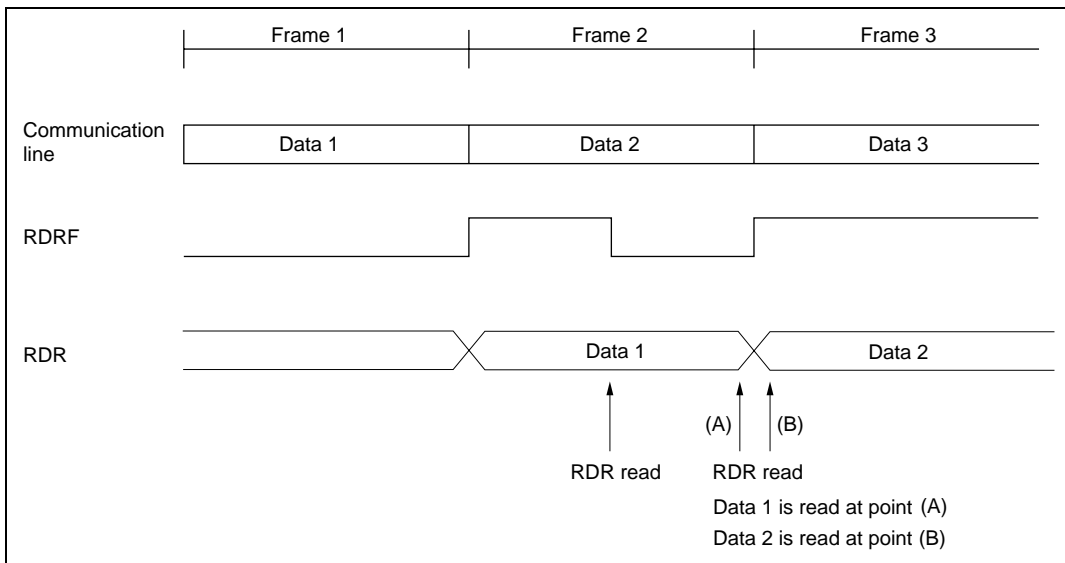 Frame 1
Frame 2
Frame 3
Communication
line
Data 1
Data 2
Data 3
RDRF
RDR
Data 1
Data 2
(A)
(B)
RDR read
RDR read
Data 1 is read at point (A)
Data 2 is read at point (B)